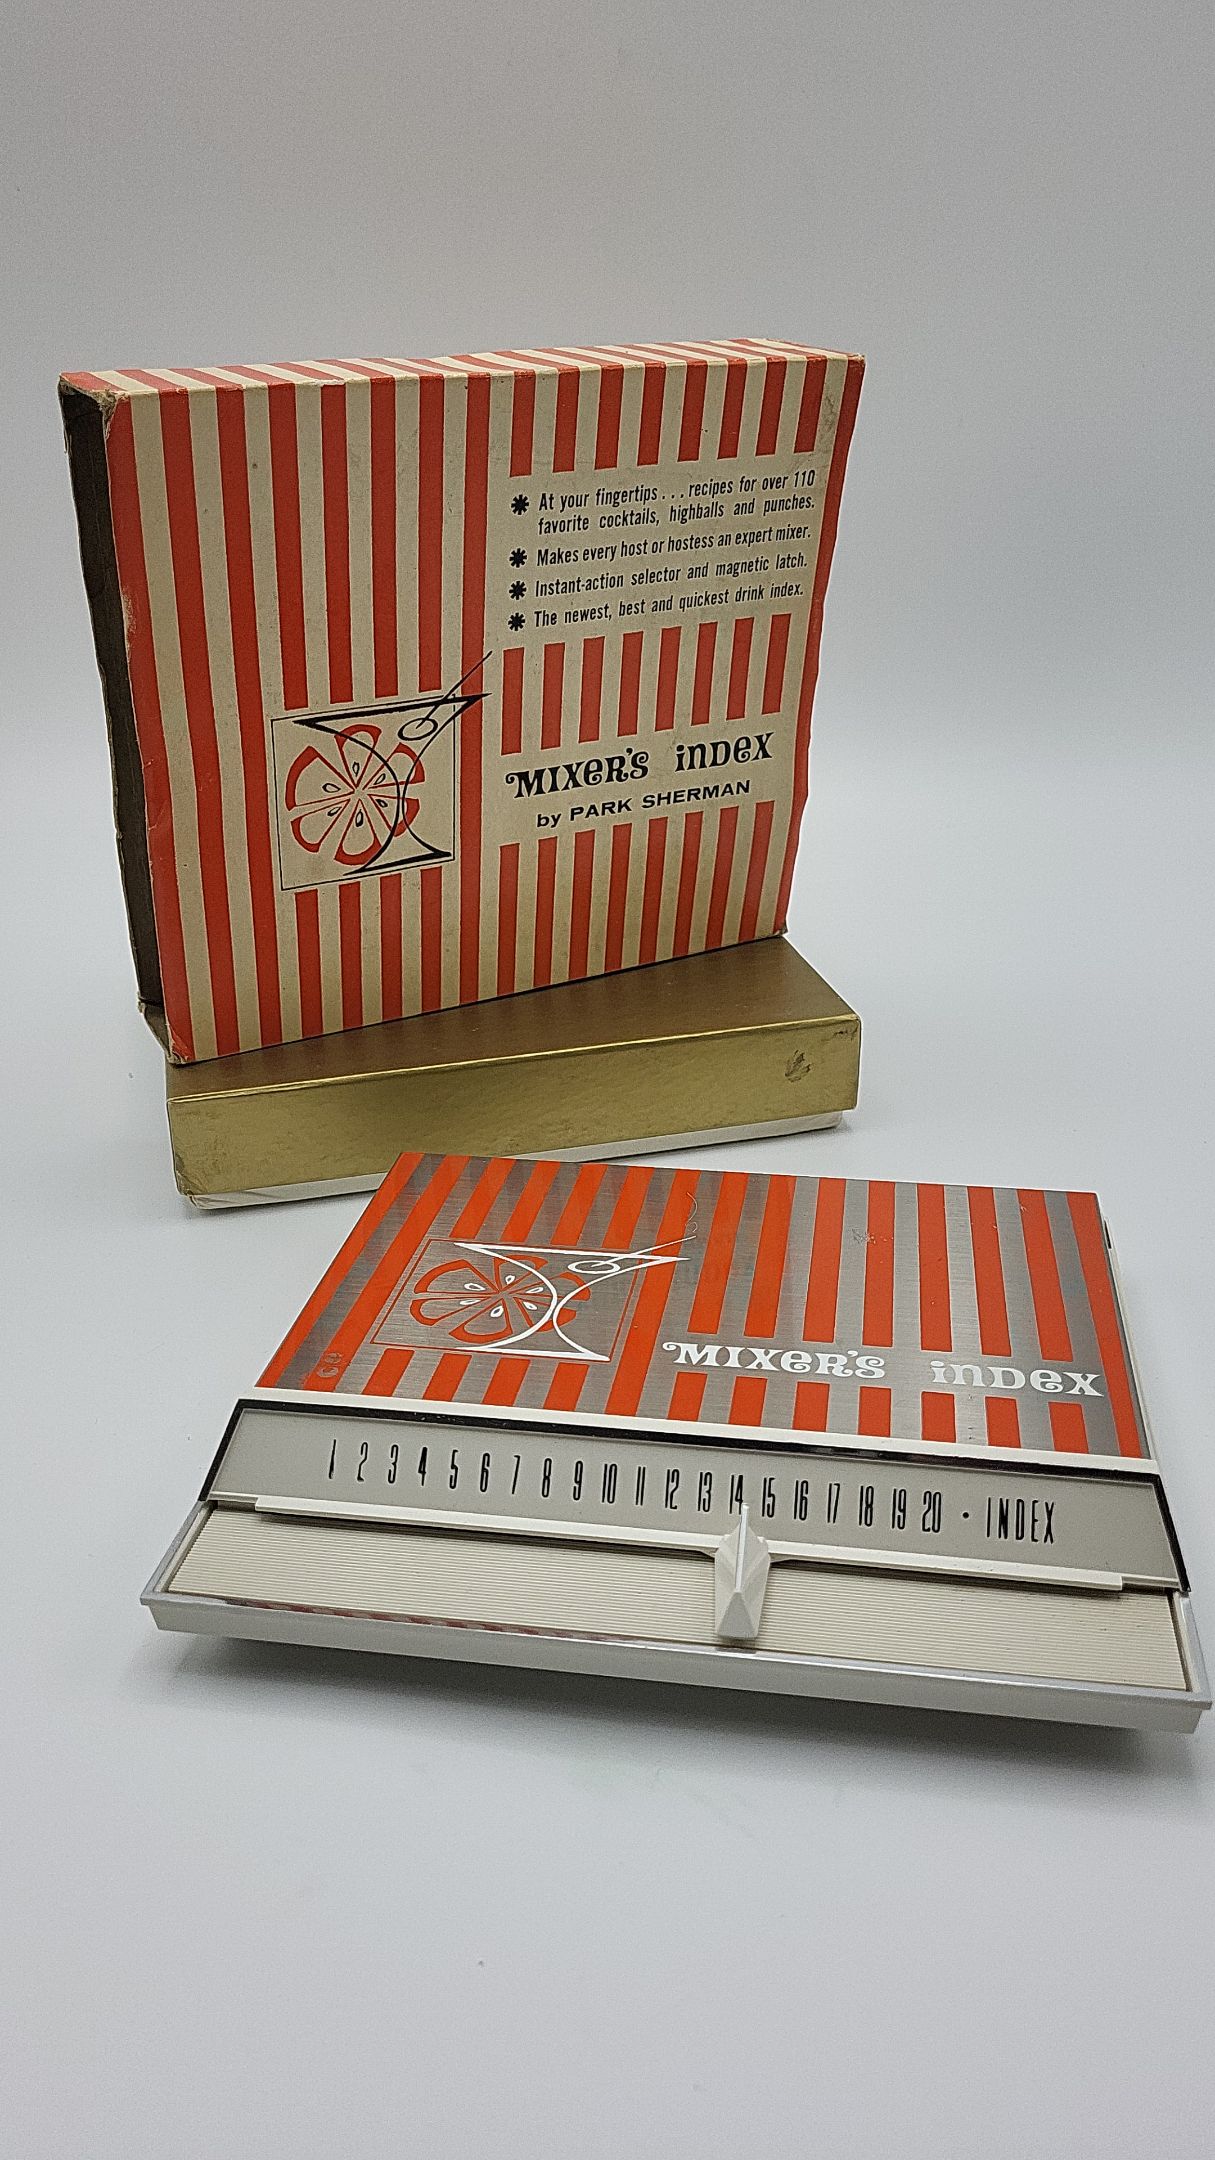 ✱ At your fingertips . . . recipes for over 110
favorite cocktails, highballs and punches.
✱ Makes every host or hostess an expert mixer.
✱ Instant-action selector and magnetic latch.
✱ The newest, best and quickest drink index.
MIXeR'S iNDeX
by PARK SHERMAN
MIXeR'S iNDeX
1 2 3 4 5 6 7 8 9 10 11 12 13 14 15 16 17 18 19 20 · INDEX